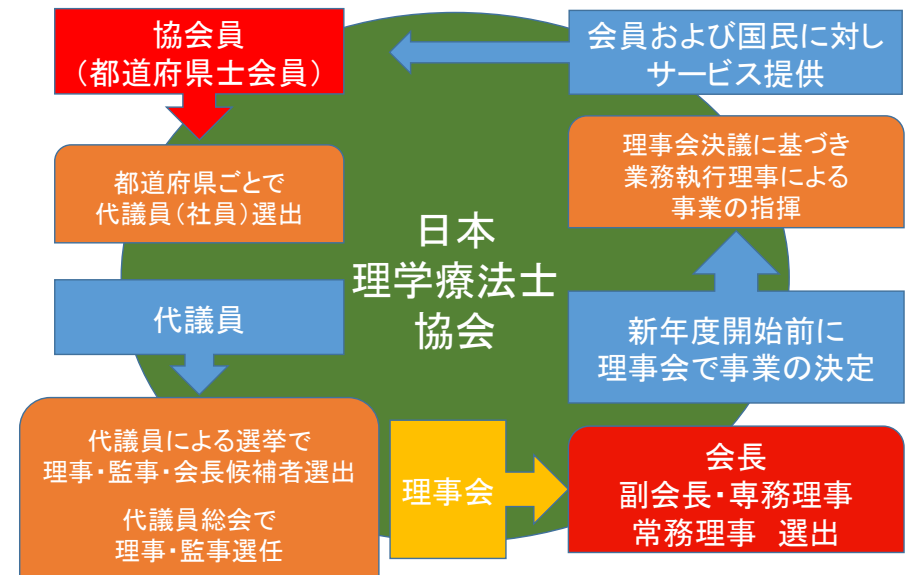 協会員
（都道府県士会員）
都道府県ごとで
代議員（社員）選出
代議員
代議員による選挙で
理事・監事・会長候補者選出
代議員総会で
理事・監事選任
日本
理学療法士
協会
理事会
会長
副会長・専務理事
常務理事　選出
新年度開始前に
理事会で事業の決定
理事会決議に基づき
業務執行理事による
事業の指揮
会員および国民に対し
サービス提供